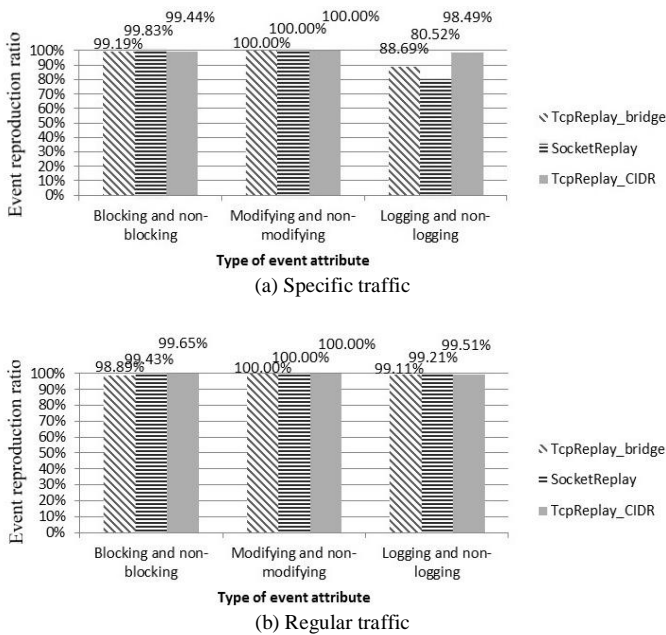 99.44%
100.00%
98.49%
99.83%
100.00%
80.52%
99.19%
100.00%
88.69%
Event reproduction ratio
100%
90%
80%
70%
60%
50%
40%
30%
20%
10%
0%
Blocking and non-
blocking
Modifying and non-
modifying
Logging and non-
logging
Type of event attribute
TcpReplay_bridge
SocketReplay
TcpReplay_CIDR
(a) Specific traffic
99.65%
100.00%
99.51%
99.43%
100.00%
99.21%
98.89%
100.00%
99.11%
Event reproduction ratio
100%
90%
80%
70%
60%
50%
40%
30%
20%
10%
0%
Blocking and non-
blocking
Modifying and non-
modifying
Logging and non-
logging
Type of event attribute
TcpReplay_bridge
SocketReplay
TcpReplay_CIDR
(b) Regular traffic